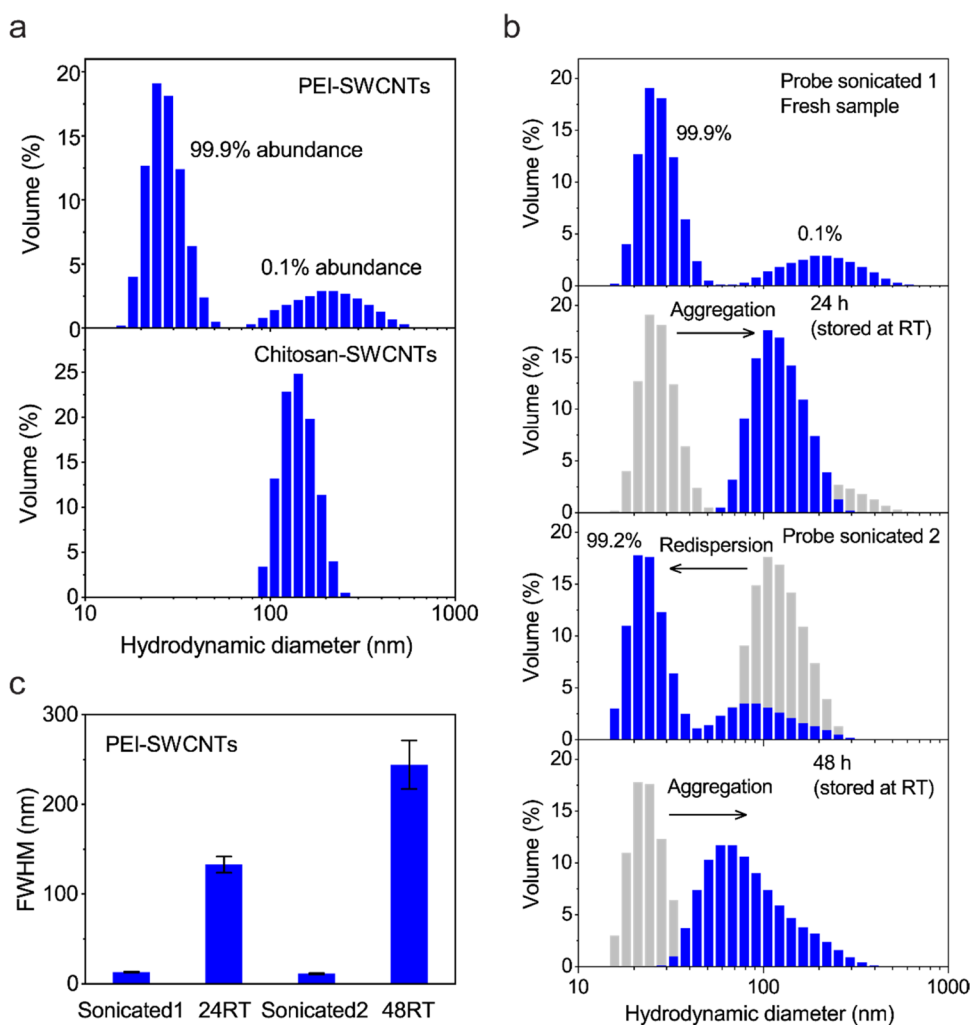 a
20
15
10
5
0
Volume (%)
PEI-SWCNTs
99.9% abundance
0.1% abundance
25
20
15
10
5
0
Volume (%)
Chitosan-SWCNTs
10
100
1000
Hydrodynamic diameter (nm)
b
20
15
10
5
0
Volume (%)
Probe sonicated 1
Fresh sample
99.9%
0.1%
20
15
10
5
0
Volume (%)
Aggregation
24 h
(stored at RT)
20
15
10
5
0
Volume (%)
99.2%
Redispersion
Probe sonicated 2
20
15
10
5
0
Volume (%)
Aggregation
48 h
(stored at RT)
10
100
1000
Hydrodynamic diameter (nm)
c
300
200
100
0
FWHM (nm)
PEI-SWCNTs
Sonicated1
24RT
Sonicated2
48RT